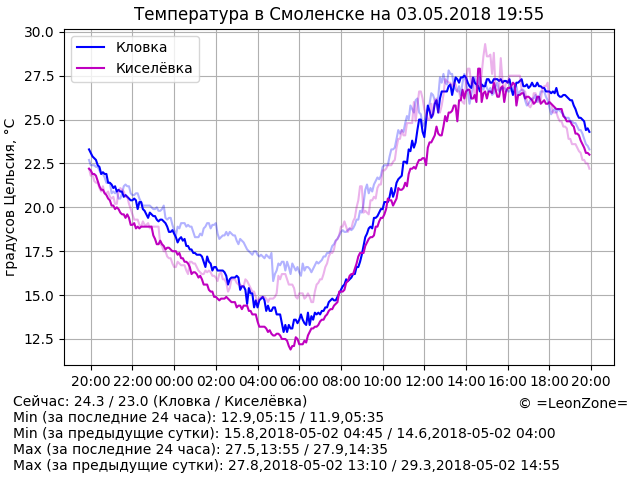 Температура в Смоленске на 03.05.2018 19:55
30.0
27.5
25.0
22.5
20.0
17.5
15.0
12.5
градусов Цельсия, °C
Кловка
Киселёвка
20:00 22:00 00:00 02:00 04:00 06:00 08:00 10:00 12:00 14:00 16:00 18:00 20:00
Сейчас: 24.3 / 23.0 (Кловка / Киселёвка)
© =LeonZone=
Min (за последние 24 часа): 12.9,05:15 / 11.9,05:35
Min (за предыдущие сутки): 15.8,2018-05-02 04:45 / 14.6,2018-05-02 04:00
Max (за последние 24 часа): 27.5,13:55 / 27.9,14:35
Max (за предыдущие сутки): 27.8,2018-05-02 13:10 / 29.3,2018-05-02 14:55